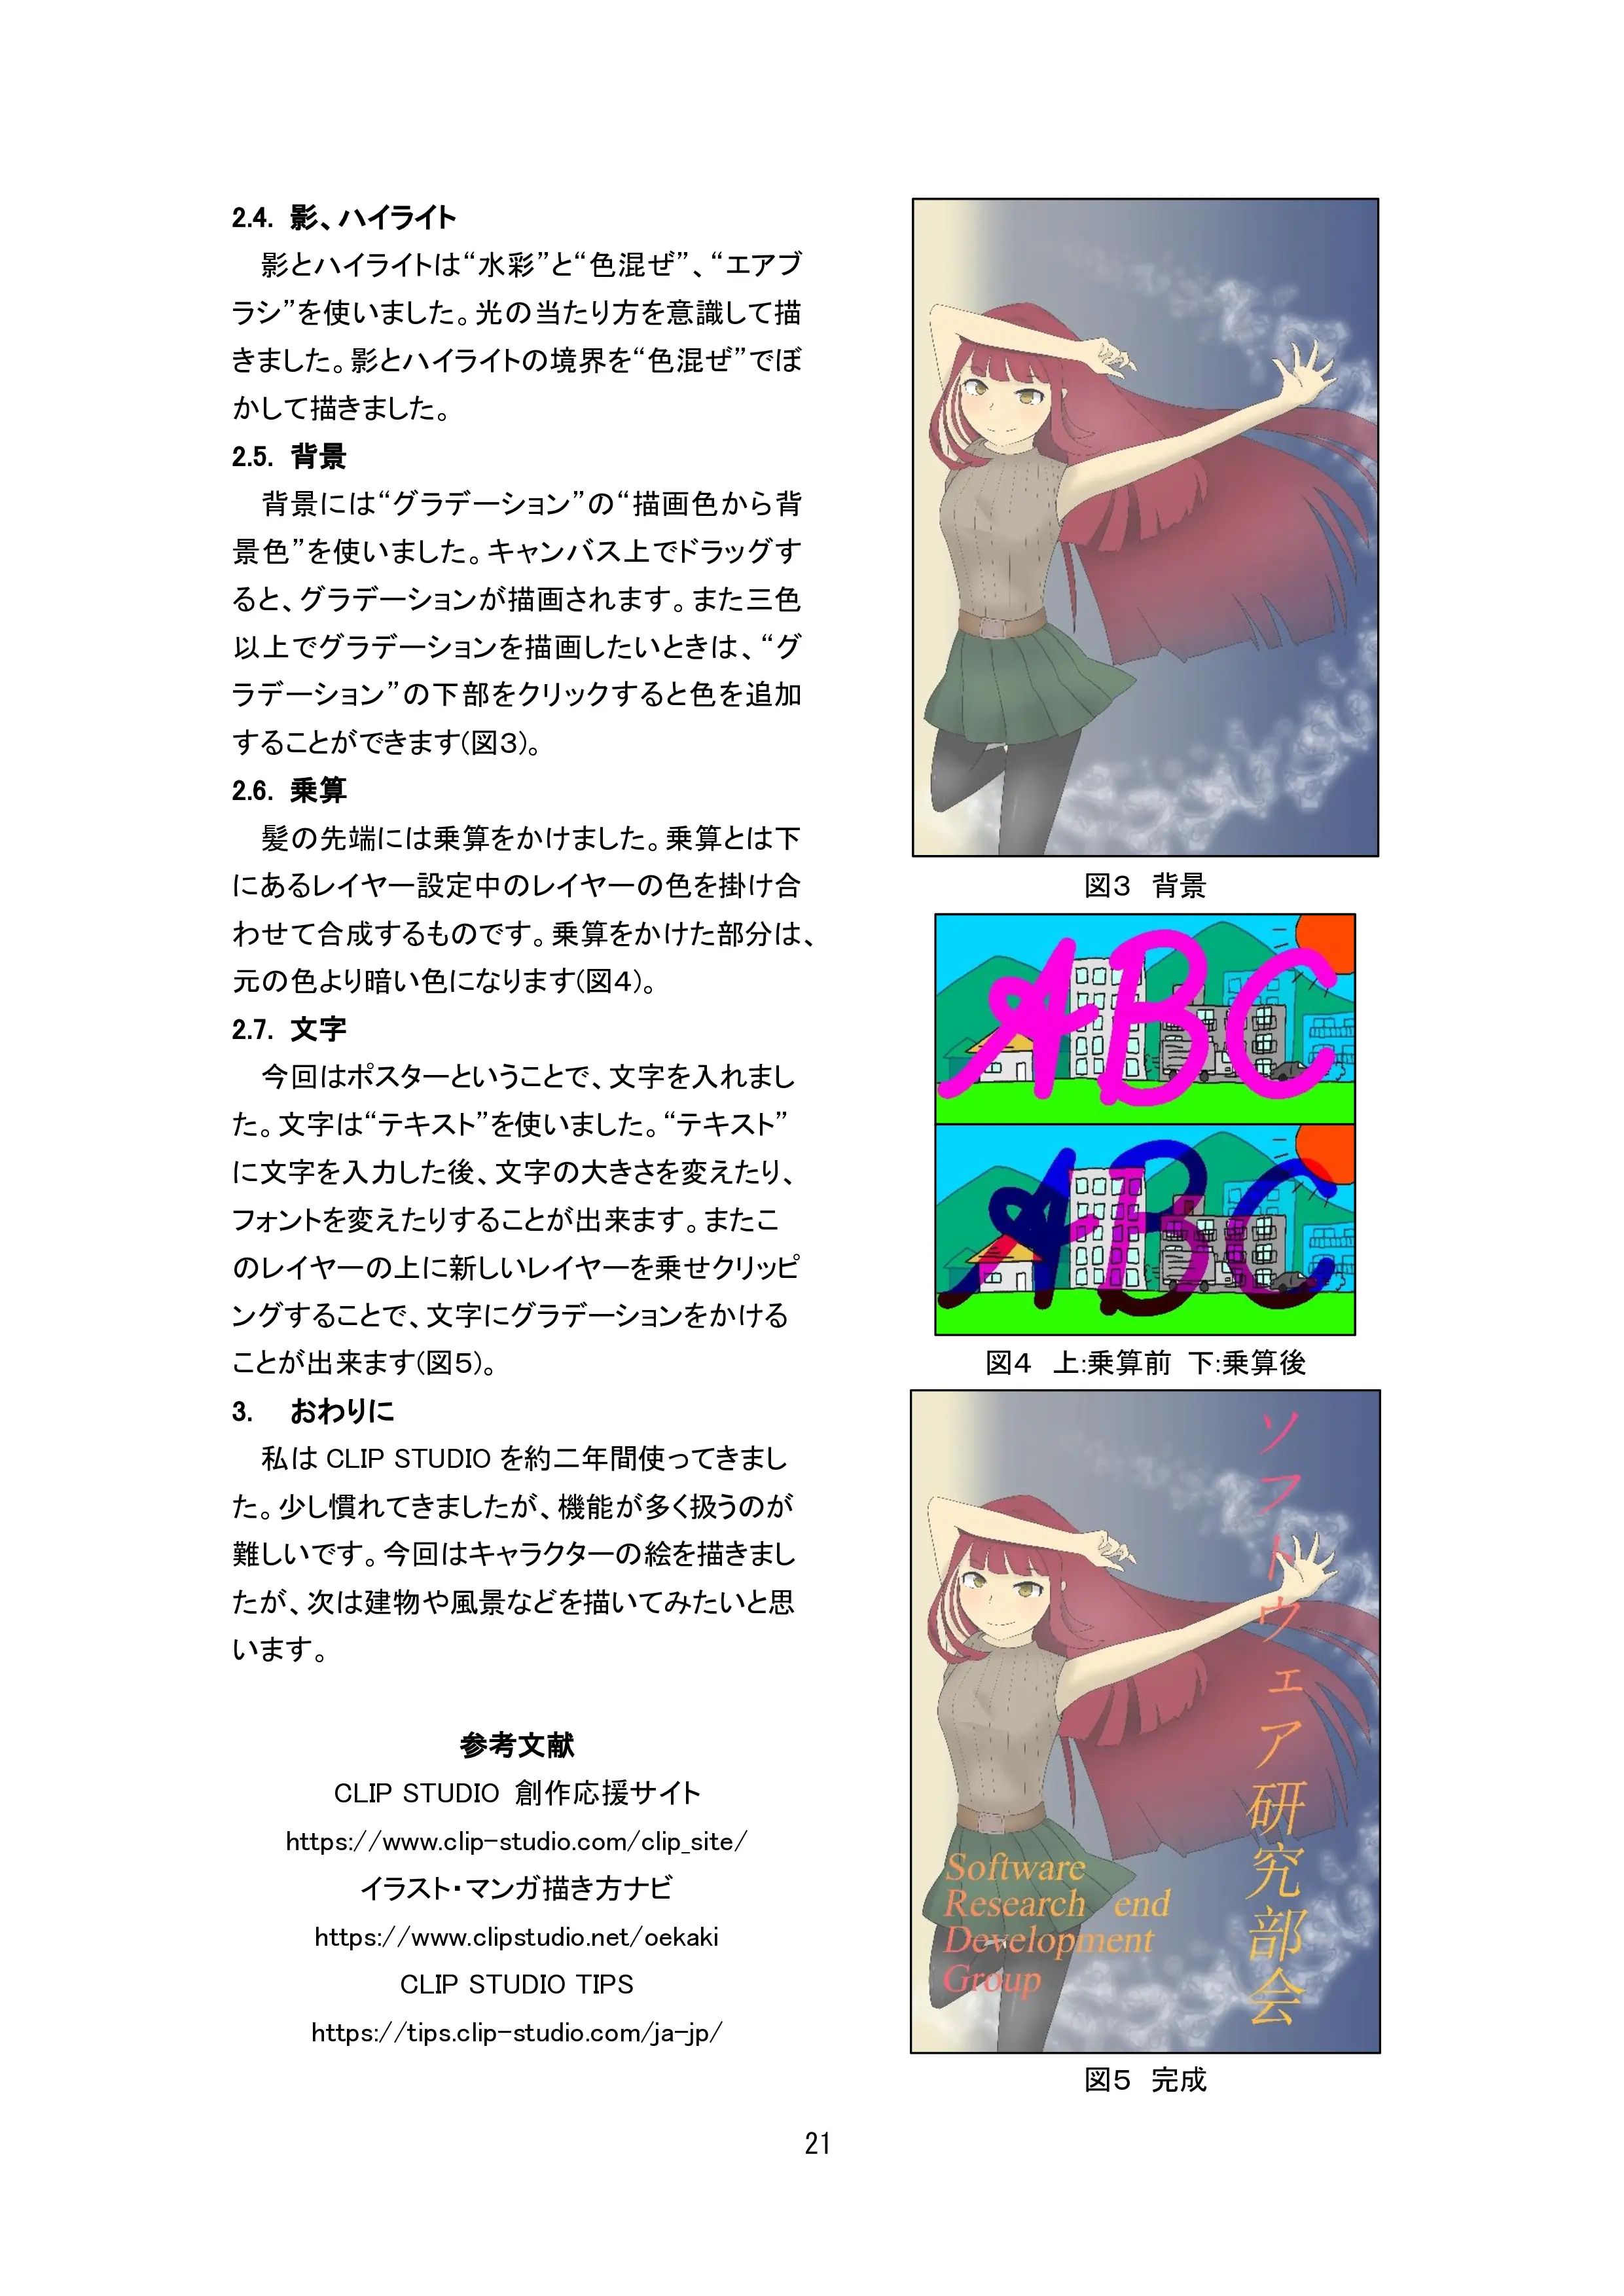 2.4. 影、ハイライト
影とハイライトは“水彩”と“色混ぜ”、“エアブ
ラシ”を使いました。光の当たり方を意識して描
きました。影とハイライトの境界を“色混ぜ”でぼ
かして描きました。
2.5. 背景
背景には“グラデーション”の“描画色から背
景色”を使いました。キャンバス上でドラッグす
ると、グラデーションが描画されます。また三色
以上でグラデーションを描画したいときは、“グ
ラデーション”の下部をクリックすると色を追加
することができます(図3)。
2.6. 乗算
髪の先端には乗算をかけました。乗算とは下
にあるレイヤー設定中のレイヤーの色を掛け合
わせて合成するものです。乗算をかけた部分は、
元の色より暗い色になります(図4)。
2.7. 文字
今回はポスターということで、文字を入れまし
た。文字は“テキスト”を使いました。“テキスト”
に文字を入力した後、文字の大きさを変えたり、
フォントを変えたりすることが出来ます。またこ
のレイヤーの上に新しいレイヤーを乗せクリッピ
ングすることで、文字にグラデーションをかける
ことが出来ます(図5)。
3. おわりに
私は CLIP STUDIO を約二年間使ってきまし
た。少し慣れてきましたが、機能が多く扱うのが
難しいです。今回はキャラクターの絵を描きまし
たが、次は建物や風景などを描いてみたいと思
います。
参考文献
CLIP STUDIO 創作応援サイト
https://www.clip-studio.com/clip_site/
イラスト・マンガ描き方ナビ
https://www.clipstudio.net/oekaki
CLIP STUDIO TIPS
https://tips.clip-studio.com/ja-jp/
図3 背景
ABC
ABC
図4 上:乗算前 下:乗算後
ソフトウェア研究部会
Software
Research end
Development
Group
図5 完成
21